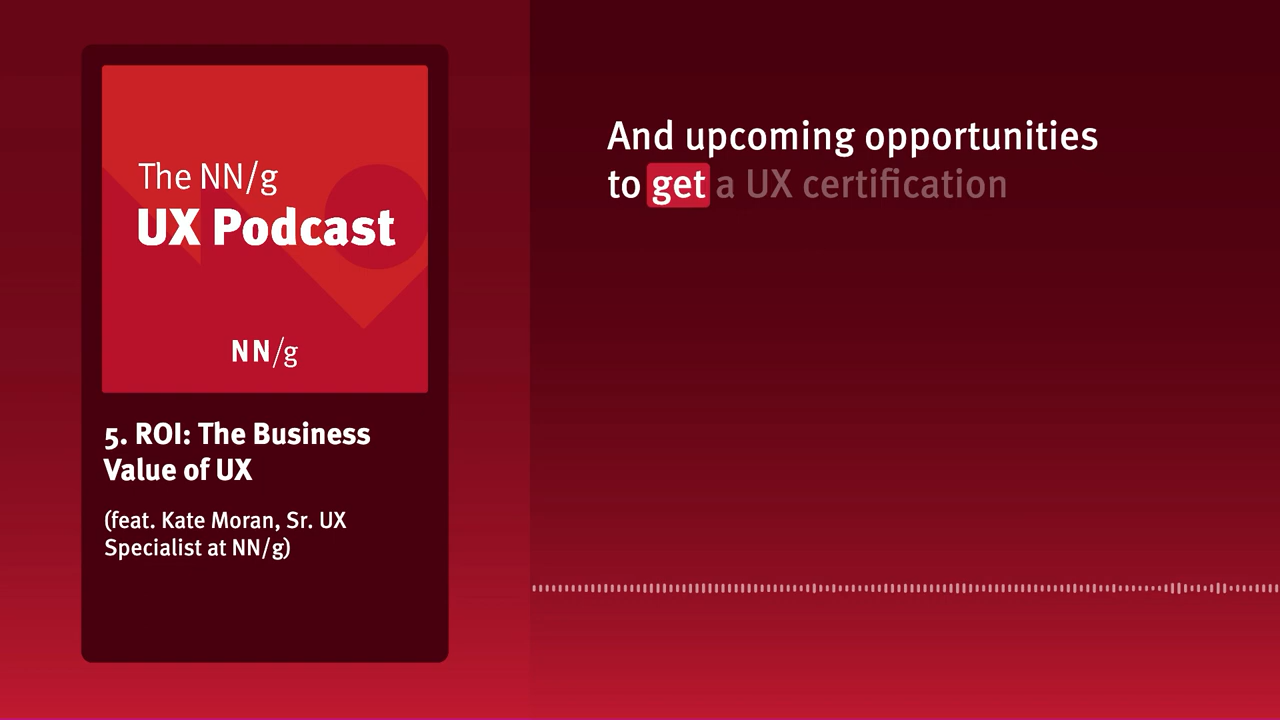 The NN/g
UX Podcast
NN/g
5. ROI: The Business
Value of UX
(feat. Kate Moran, Sr. UX
Specialist at NN/g)
And upcoming opportunities
to get a UX certification